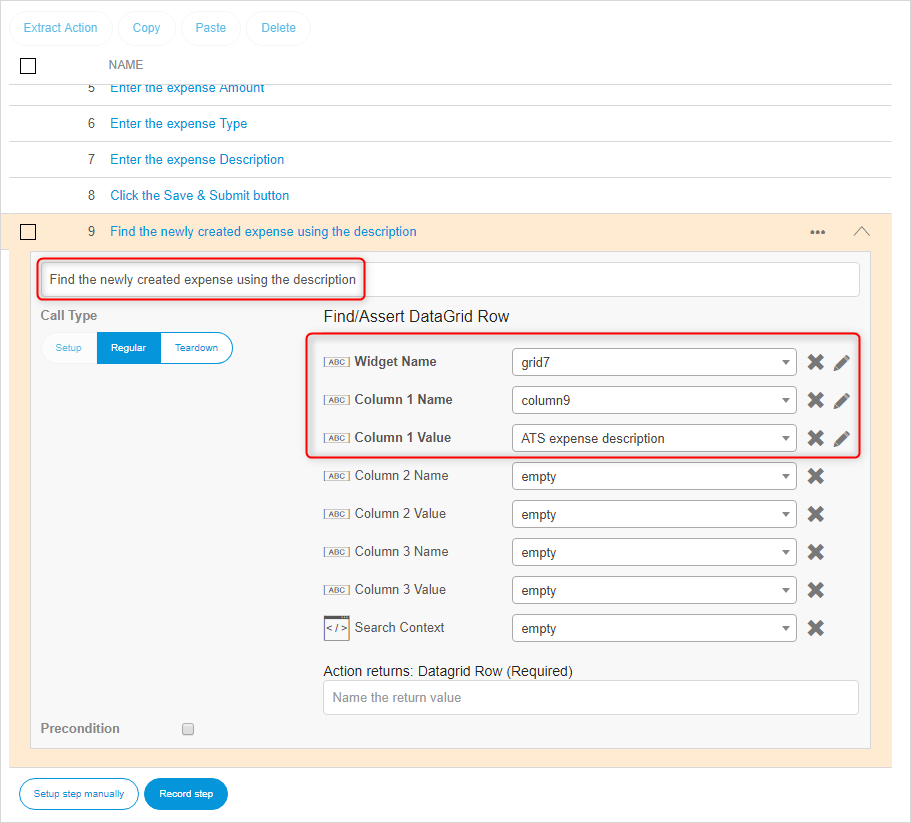 Extract Action Copy Paste Delete
NAME
5 Enter the expense Amount
6 Enter the expense Type
7 Enter the expense Description
8 Click the Save & Submit button
9 Find the newly created expense using the description •••
Find the newly created expense using the description
Call Type
Setup Regular Teardown
Find/Assert DataGrid Row
ABC Widget Name grid7
ABC Column 1 Name column9
ABC Column 1 Value ATS expense description
ABC Column 2 Name empty
ABC Column 2 Value empty
ABC Column 3 Name empty
ABC Column 3 Value empty
</> Search Context empty
Action returns: Datagrid Row (Required)
Name the return value
Precondition
Setup step manually Record step